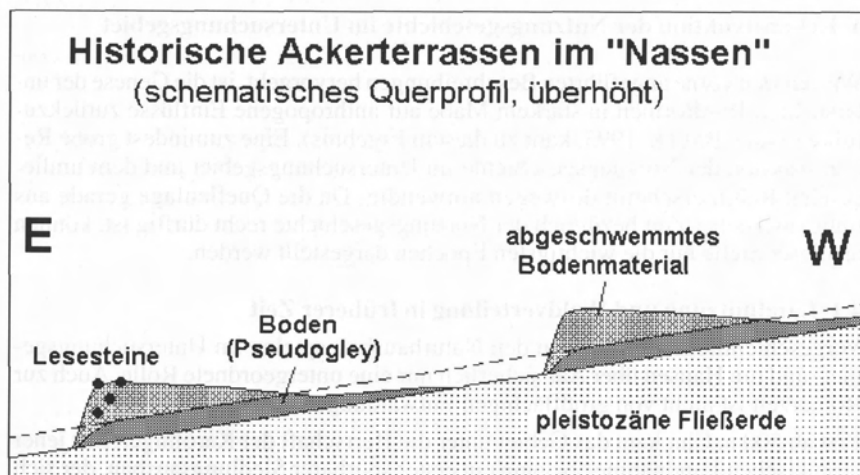 Historische Ackerterrassen im "Nassen"
(schematisches Querprofil, überhöht)
E
W
abgeschwemmtes
Bodenmaterial
Boden
(Pseudogley)
Lesesteine
pleistozäne Fließerde